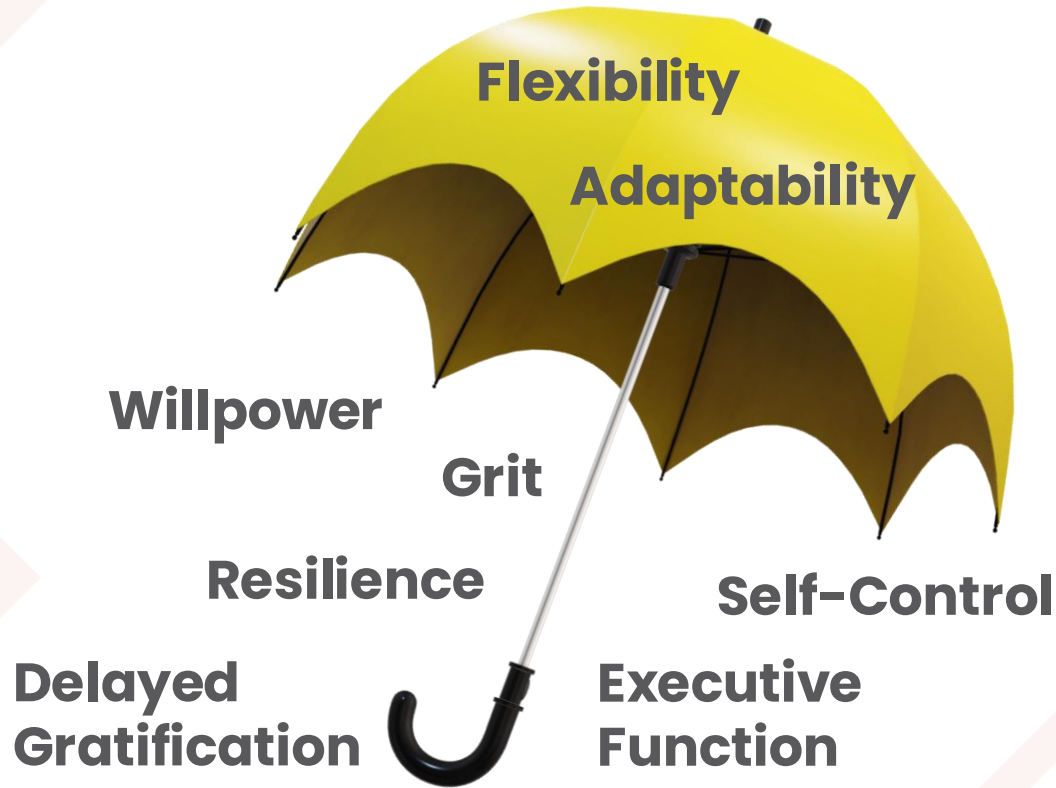 Flexibility
Adaptability
Willpower
Grit
Resilience
Self-Control
Delayed
Gratification
Executive
Function